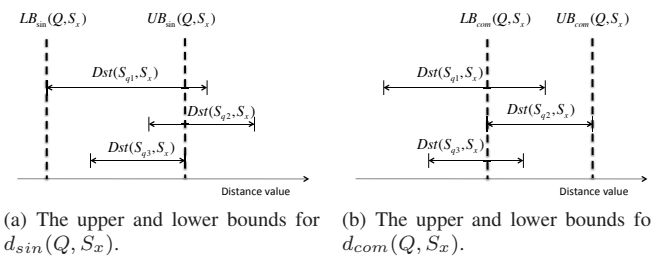 LB_sin(Q,S_x) UB_sin(Q,S_x)
Dst(S_q1,S_x)
Dst(S_q2,S_x)
Dst(S_q3,S_x)
Distance value
(a) The upper and lower bounds for
d_sin(Q, S_x).
LB_com(Q,S_x) UB_com(Q,S_x)
Dst(S_q1,S_x)
Dst(S_q2,S_x)
Dst(S_q3,S_x)
Distance value
(b) The upper and lower bounds fo
d_com(Q, S_x).